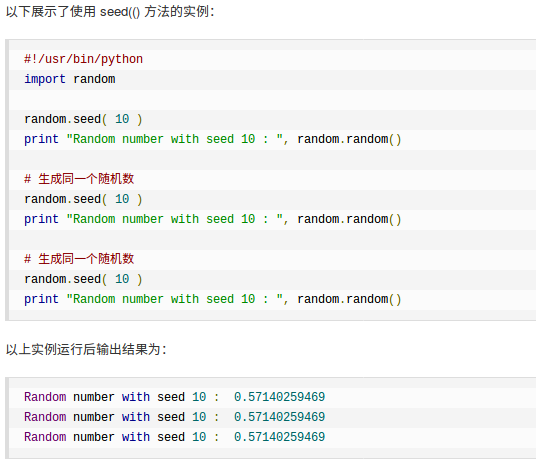 以下展示了使用 seed(() 方法的实例：
#!/usr/bin/python
import random
random.seed( 10 )
print "Random number with seed 10 : ", random.random()
# 生成同一个随机数
random.seed( 10 )
print "Random number with seed 10 : ", random.random()
# 生成同一个随机数
random.seed( 10 )
print "Random number with seed 10 : ", random.random()
以上实例运行后输出结果为：
Random number with seed 10 :  0.57140259469
Random number with seed 10 :  0.57140259469
Random number with seed 10 :  0.57140259469